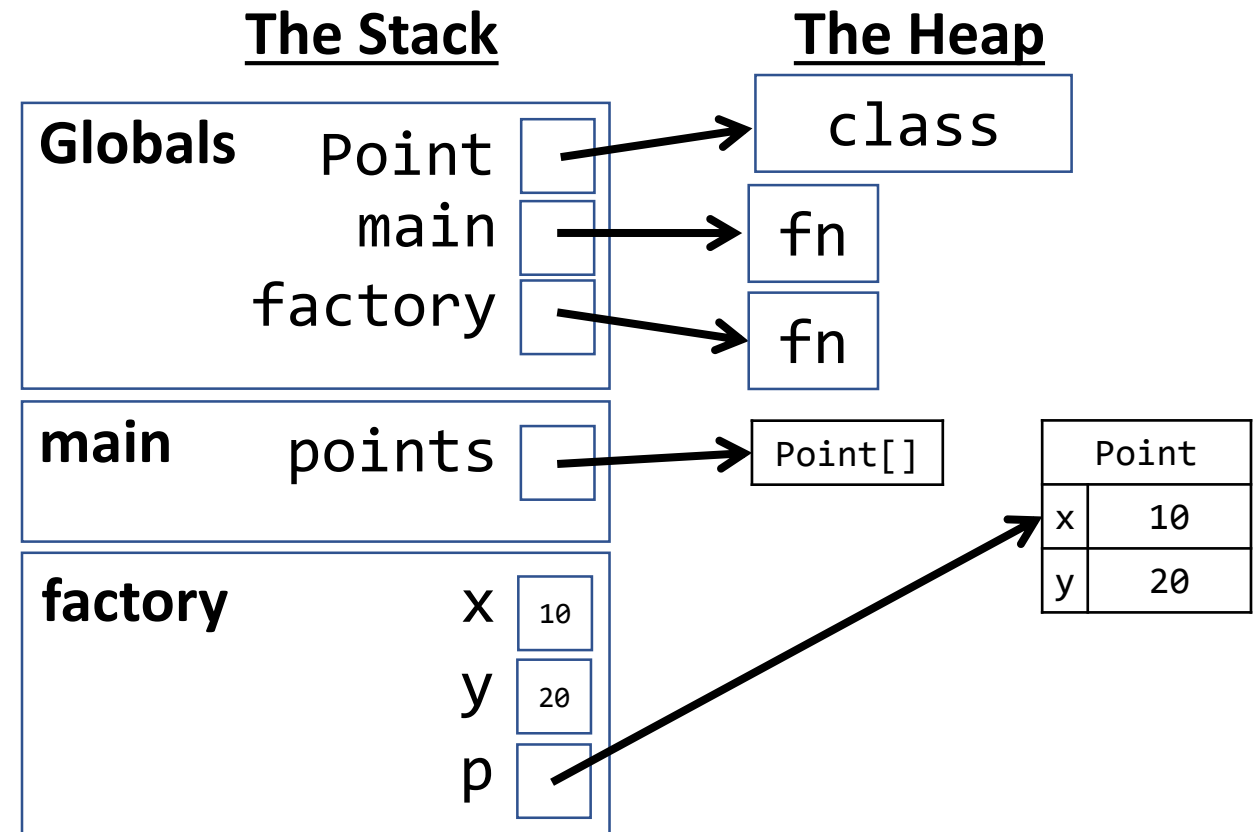 The Stack
The Heap
Globals
Point
class
main
fn
factory
fn
main
points
Point[]
Point
x 10
y 20
factory
x 10
y 20
p